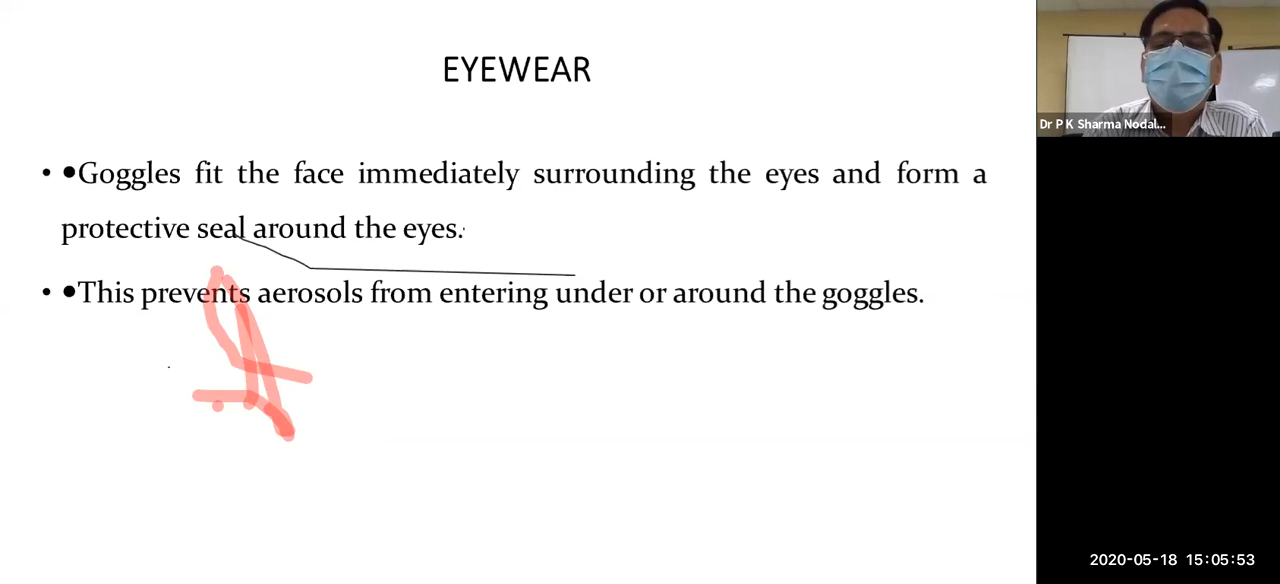 EYEWEAR
• •Goggles fit the face immediately surrounding the eyes and form a
protective seal around the eyes.
• •This prevents aerosols from entering under or around the goggles.
Dr P K Sharma Nodal...
2020-05-18 15:05:53